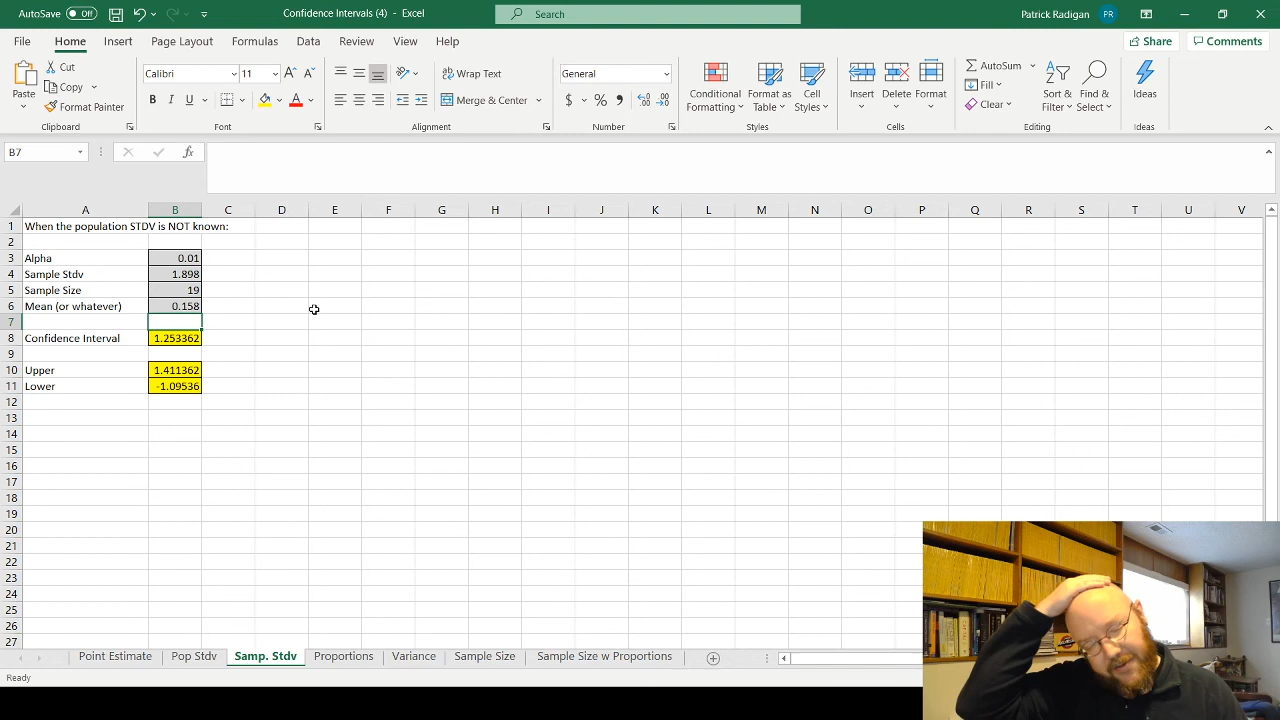 AutoSave Off Confidence Intervals (4) - Excel Search Patrick Radigan PR
File Home Insert Page Layout Formulas Data Review View Help Share Comments
Paste Cut Copy Format Painter Calibri 11 B I U Wrap Text Merge & Center General $ % Conditional Formatting Format as Table Cell Styles Insert Delete Format AutoSum Fill Clear Sort & Filter Find & Select Ideas
Clipboard Font Alignment Number Styles Cells Editing Ideas
B7 fx
A B C D E F G H I J K L M N O P Q R S T U V
1 When the population STDV is NOT known:
2
3 Alpha 0.01
4 Sample Stdv 1.898
5 Sample Size 19
6 Mean (or whatever) 0.158
7
8 Confidence Interval 1.253362
9
10 Upper 1.411362
11 Lower -1.09536
12
13
14
15
16
17
18
19
20
21
22
23
24
25
26
27
Point Estimate Pop Stdv Samp. Stdv Proportions Variance Sample Size Sample Size w Proportions
Ready